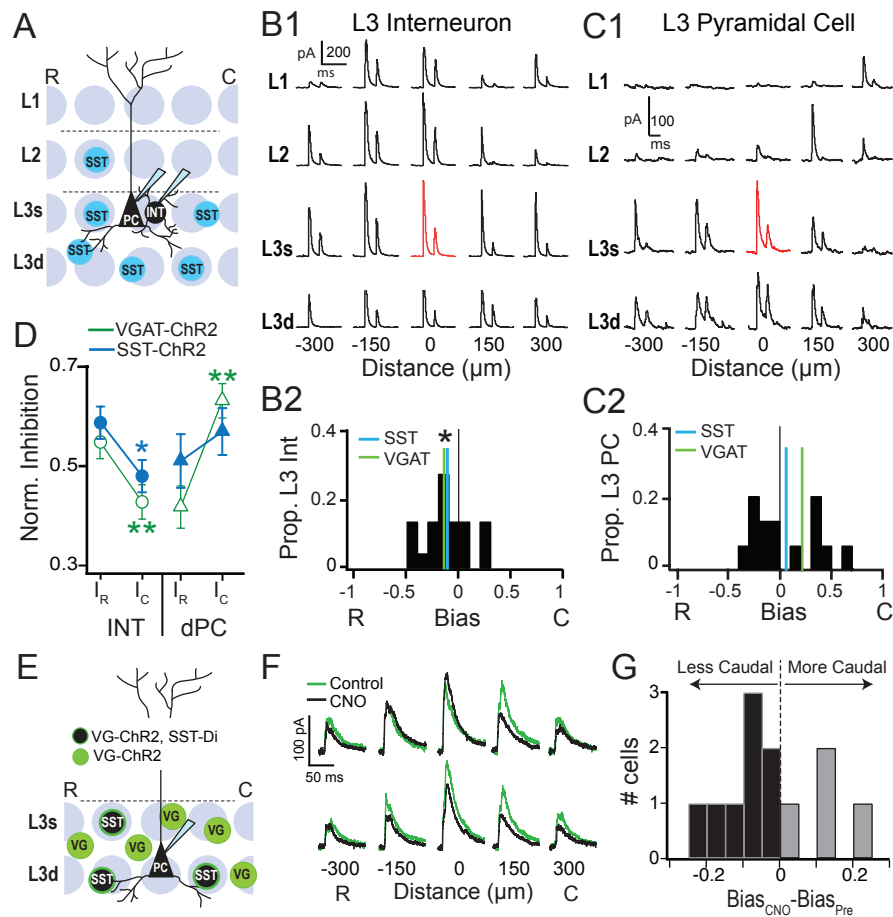 A
R
C
L1
L2
SST
L3s
SST
PC
INT
SST
L3d
SST
SST
SST
B1
L3 Interneuron
pA
200
ms
L1
L2
L3s
L3d
-300
-150
0
150
300
Distance (µm)
C1
L3 Pyramidal Cell
L1
pA
100
ms
L2
L3s
L3d
-300
-150
0
150
300
Distance (µm)
D
VGAT-ChR2
SST-ChR2
Norm. Inhibition
0.7
0.5
0.3
**
*
**
I_R
I_C
I_R
I_C
INT
dPC
B2
SST
VGAT
*
Prop. L3 Int
0.4
0.2
0
-1
-0.5
0
0.5
1
R
Bias
C
C2
SST
VGAT
Prop. L3 PC
0.4
0.2
0
-1
-0.5
0
0.5
1
R
Bias
C
E
VG-ChR2, SST-Di
VG-ChR2
R
C
L3s
SST
VG
VG
VG
VG
PC
L3d
SST
SST
VG
F
Control
CNO
100 pA
50 ms
-300
-150
0
150
300
R
Distance (µm)
C
G
Less Caudal
More Caudal
# cells
3
2
1
0
-0.2
0
0.2
Bias_CNO-Bias_Pre